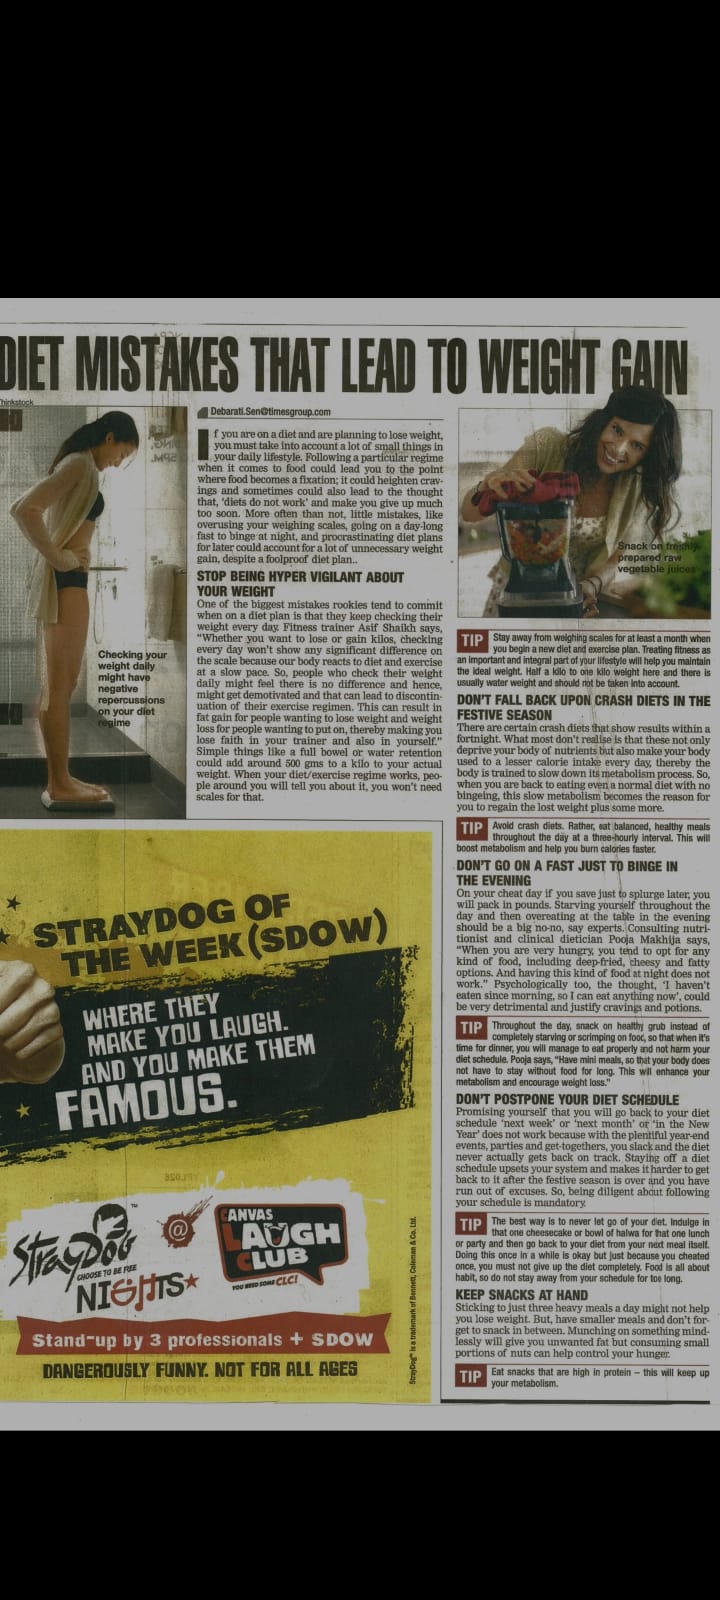 DIET MISTAKES THAT LEAD TO WEIGHT GAIN
Thinkstock
Checking your
weight daily
might have
negative
repercussions
on your diet
regime
Debarati.Sen@timesgroup.com
If you are on a diet and are planning to lose weight,
you must take into account a lot of small things in
your daily lifestyle. Following a particular regime
when it comes to food could lead you to the point
where food becomes a fixation; it could heighten crav-
ings and sometimes could also lead to the thought
that, 'diets do not work' and make you give up much
too soon. More often than not, little mistakes, like
overusing your weighing scales, going on a day-long
fast to binge at night, and procrastinating diet plans
for later could account for a lot of unnecessary weight
gain, despite a foolproof diet plan..
STOP BEING HYPER VIGILANT ABOUT
YOUR WEIGHT
One of the biggest mistakes rookies tend to commit
when on a diet plan is that they keep checking their
weight every day. Fitness trainer Asif Shaikh says,
"Whether you want to lose or gain kilos, checking
every day won't show any significant difference on
the scale because our body reacts to diet and exercise
at a slow pace. So, people who check their weight
daily might feel there is no difference and hence,
might get demotivated and that can lead to discontin-
uation of their exercise regimen. This can result in
fat gain for people wanting to lose weight and weight
loss for people wanting to put on, thereby making you
lose faith in your trainer and also in yourself."
Simple things like a full bowel or water retention
could add around 500 gms to a kilo to your actual
weight. When your diet/exercise regime works, peo-
ple around you will tell you about it, you won't need
scales for that.
Snack on freshly
prepared raw
vegetable juices
TIP Stay away from weighing scales for at least a month when
you begin a new diet and exercise plan. Treating fitness as
an important and integral part of your lifestyle will help you maintain
the ideal weight. Half a kilo to one kilo weight here and there is
usually water weight and should not be taken into account.
DON'T FALL BACK UPON CRASH DIETS IN THE
FESTIVE SEASON
There are certain crash diets that show results within a
fortnight. What most don't realise is that these not only
deprive your body of nutrients but also make your body
used to a lesser calorie intake every day, thereby the
body is trained to slow down its metabolism process. So,
when you are back to eating even a normal diet with no
bingeing, this slow metabolism becomes the reason for
you to regain the lost weight plus some more.
TIP Avoid crash diets. Rather, eat balanced, healthy meals
throughout the day at a three-hourly interval. This will
boost metabolism and help you burn calories faster.
DON'T GO ON A FAST JUST TO BINGE IN
THE EVENING
On your cheat day if you save just to splurge later, you
will pack in pounds. Starving yourself throughout the
day and then overeating at the table in the evening
should be a big no-no, say experts. Consulting nutri-
tionist and clinical dietician Pooja Makhija says,
"When you are very hungry, you tend to opt for any
kind of food, including deep-fried, cheesy and fatty
options. And having this kind of food at night does not
work." Psychologically too, the thought, 'I haven't
eaten since morning, so I can eat anything now', could
be very detrimental and justify cravings and potions.
TIP Throughout the day, snack on healthy grub instead of
completely starving or scrimping on food, so that when it's
time for dinner, you will manage to eat properly and not harm your
diet schedule. Pooja says, "Have mini meals, so that your body does
not have to stay without food for long. This will enhance your
metabolism and encourage weight loss."
DON'T POSTPONE YOUR DIET SCHEDULE
Promising yourself that you will go back to your diet
schedule 'next week' or 'next month' or 'in the New
Year' does not work because with the plentiful year-end
events, parties and get-togethers, you slack and the diet
never actually gets back on track. Staying off a diet
schedule upsets your system and makes it harder to get
back to it after the festive season is over and you have
run out of excuses. So, being diligent about following
your schedule is mandatory.
TIP The best way is to never let go of your diet. Indulge in
that one cheesecake or bowl of halwa for that one lunch
or party and then go back to your diet from your next meal itself.
Doing this once in a while is okay but just because you cheated
once, you must not give up the diet completely. Food is all about
habit, so do not stay away from your schedule for too long.
KEEP SNACKS AT HAND
Sticking to just three heavy meals a day might not help
you lose weight. But, have smaller meals and don't for-
get to snack in between. Munching on something mind-
lessly will give you unwanted fat but consuming small
portions of nuts can help control your hunger.
TIP Eat snacks that are high in protein – this will keep up
your metabolism.
STRAYDOG OF
THE WEEK (SDOW)
WHERE THEY
MAKE YOU LAUGH.
AND YOU MAKE THEM
FAMOUS.
StrayDog™
CHOOSE TO BE FREE
NIGHTS
@
CANVAS
LAUGH
CLUB
YOU NEED SOME CLC!
Stand-up by 3 professionals + SDOW
DANGEROUSLY FUNNY. NOT FOR ALL AGES
StrayDog™ is a trademark of Bennett, Coleman & Co. Ltd.